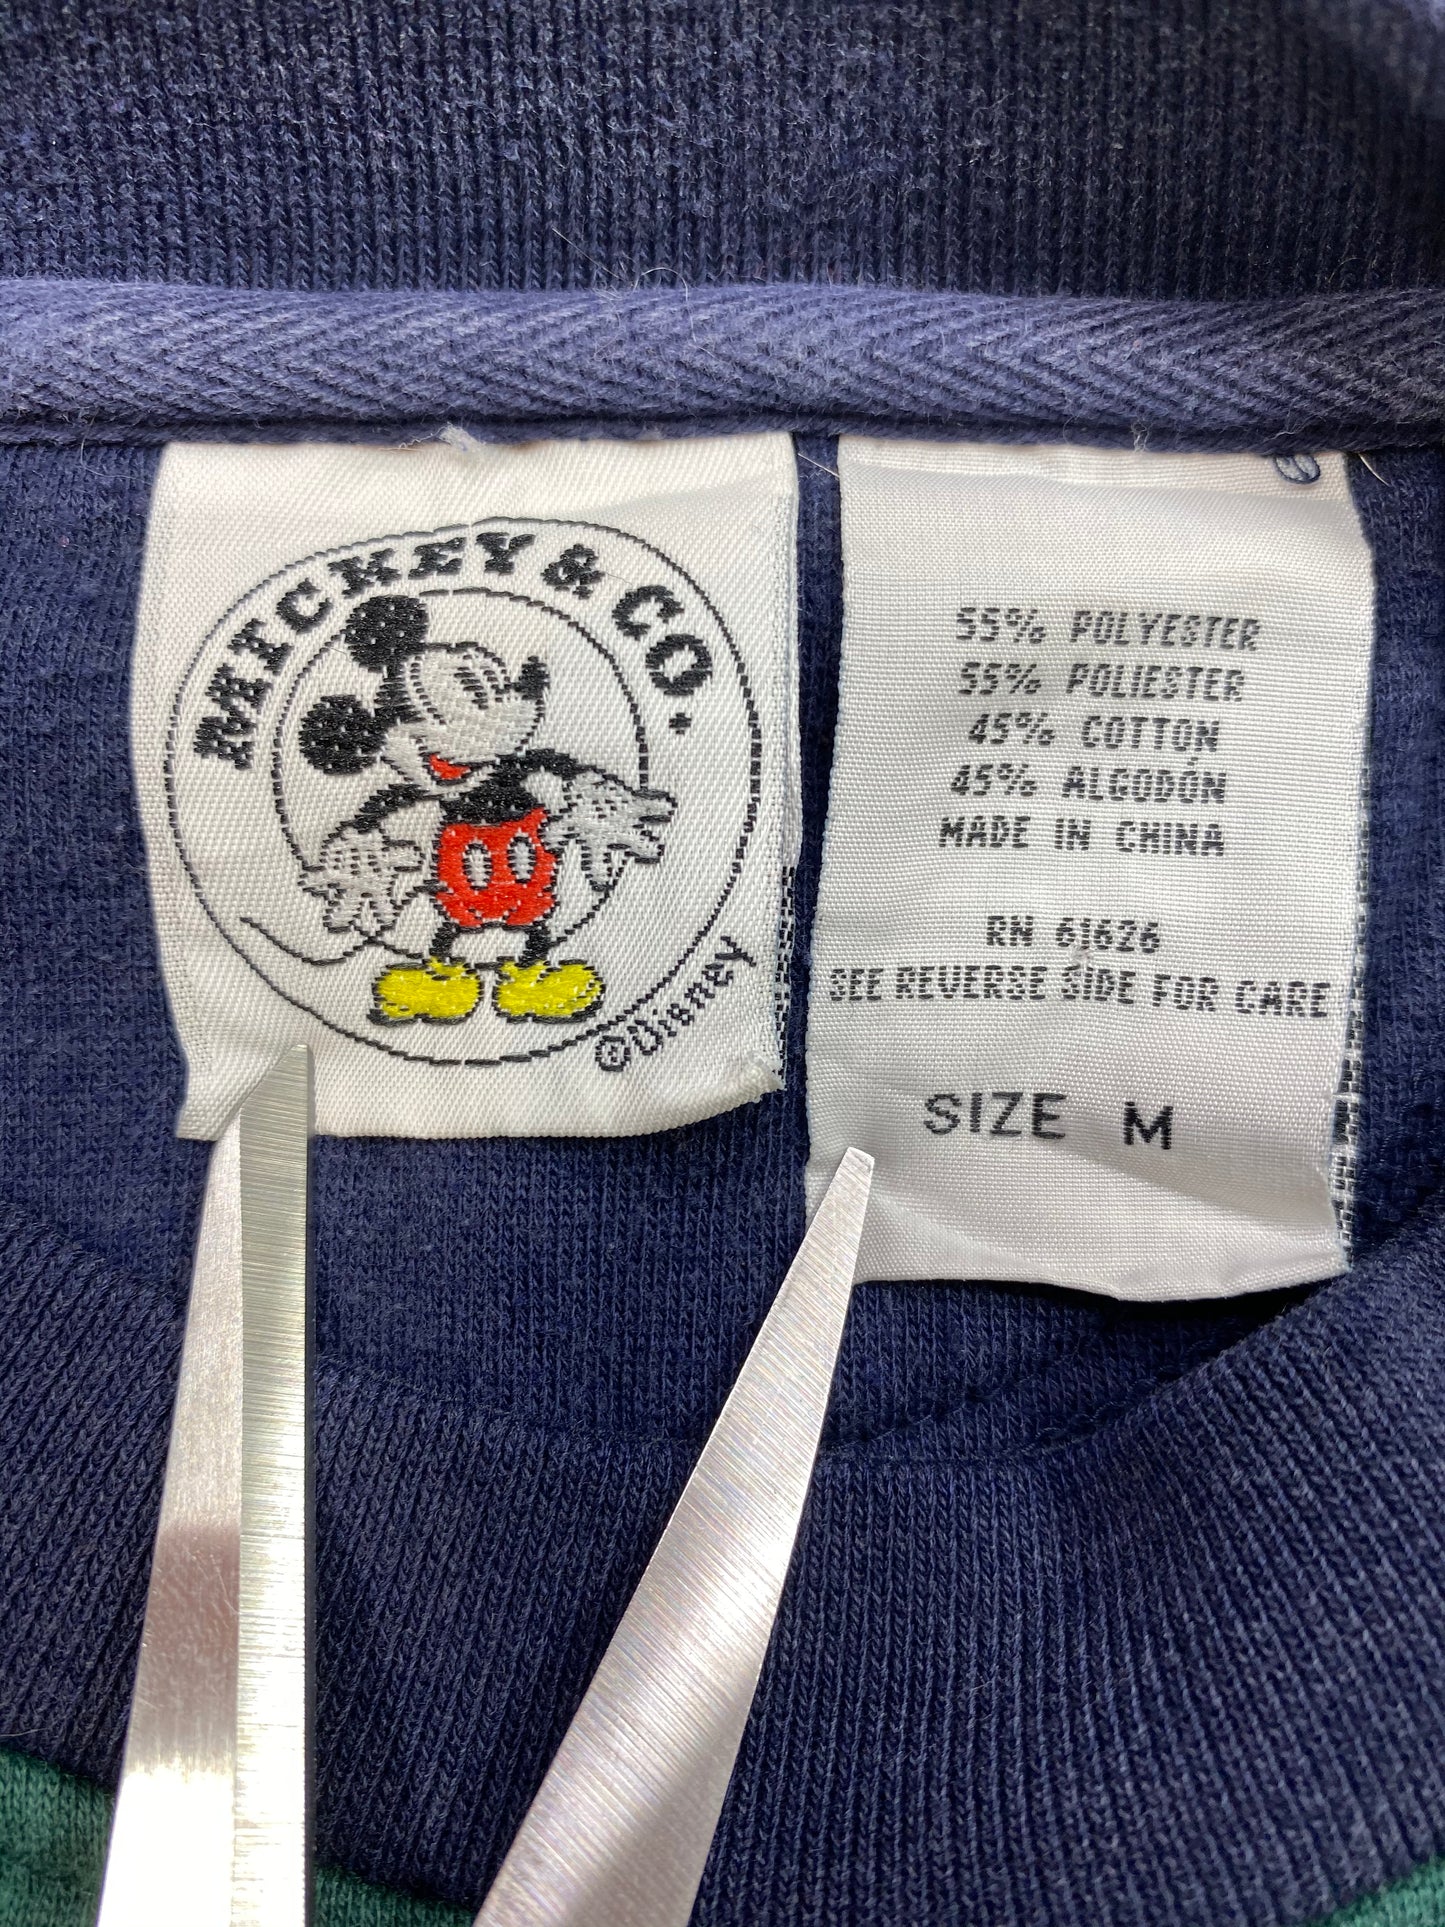 MICKEY & CO.
©Disney
55% POLYESTER
55% POLIESTER
45% COTTON
45% ALGODÓN
MADE IN CHINA
RN 61626
SEE REVERSE SIDE FOR CARE
SIZE M